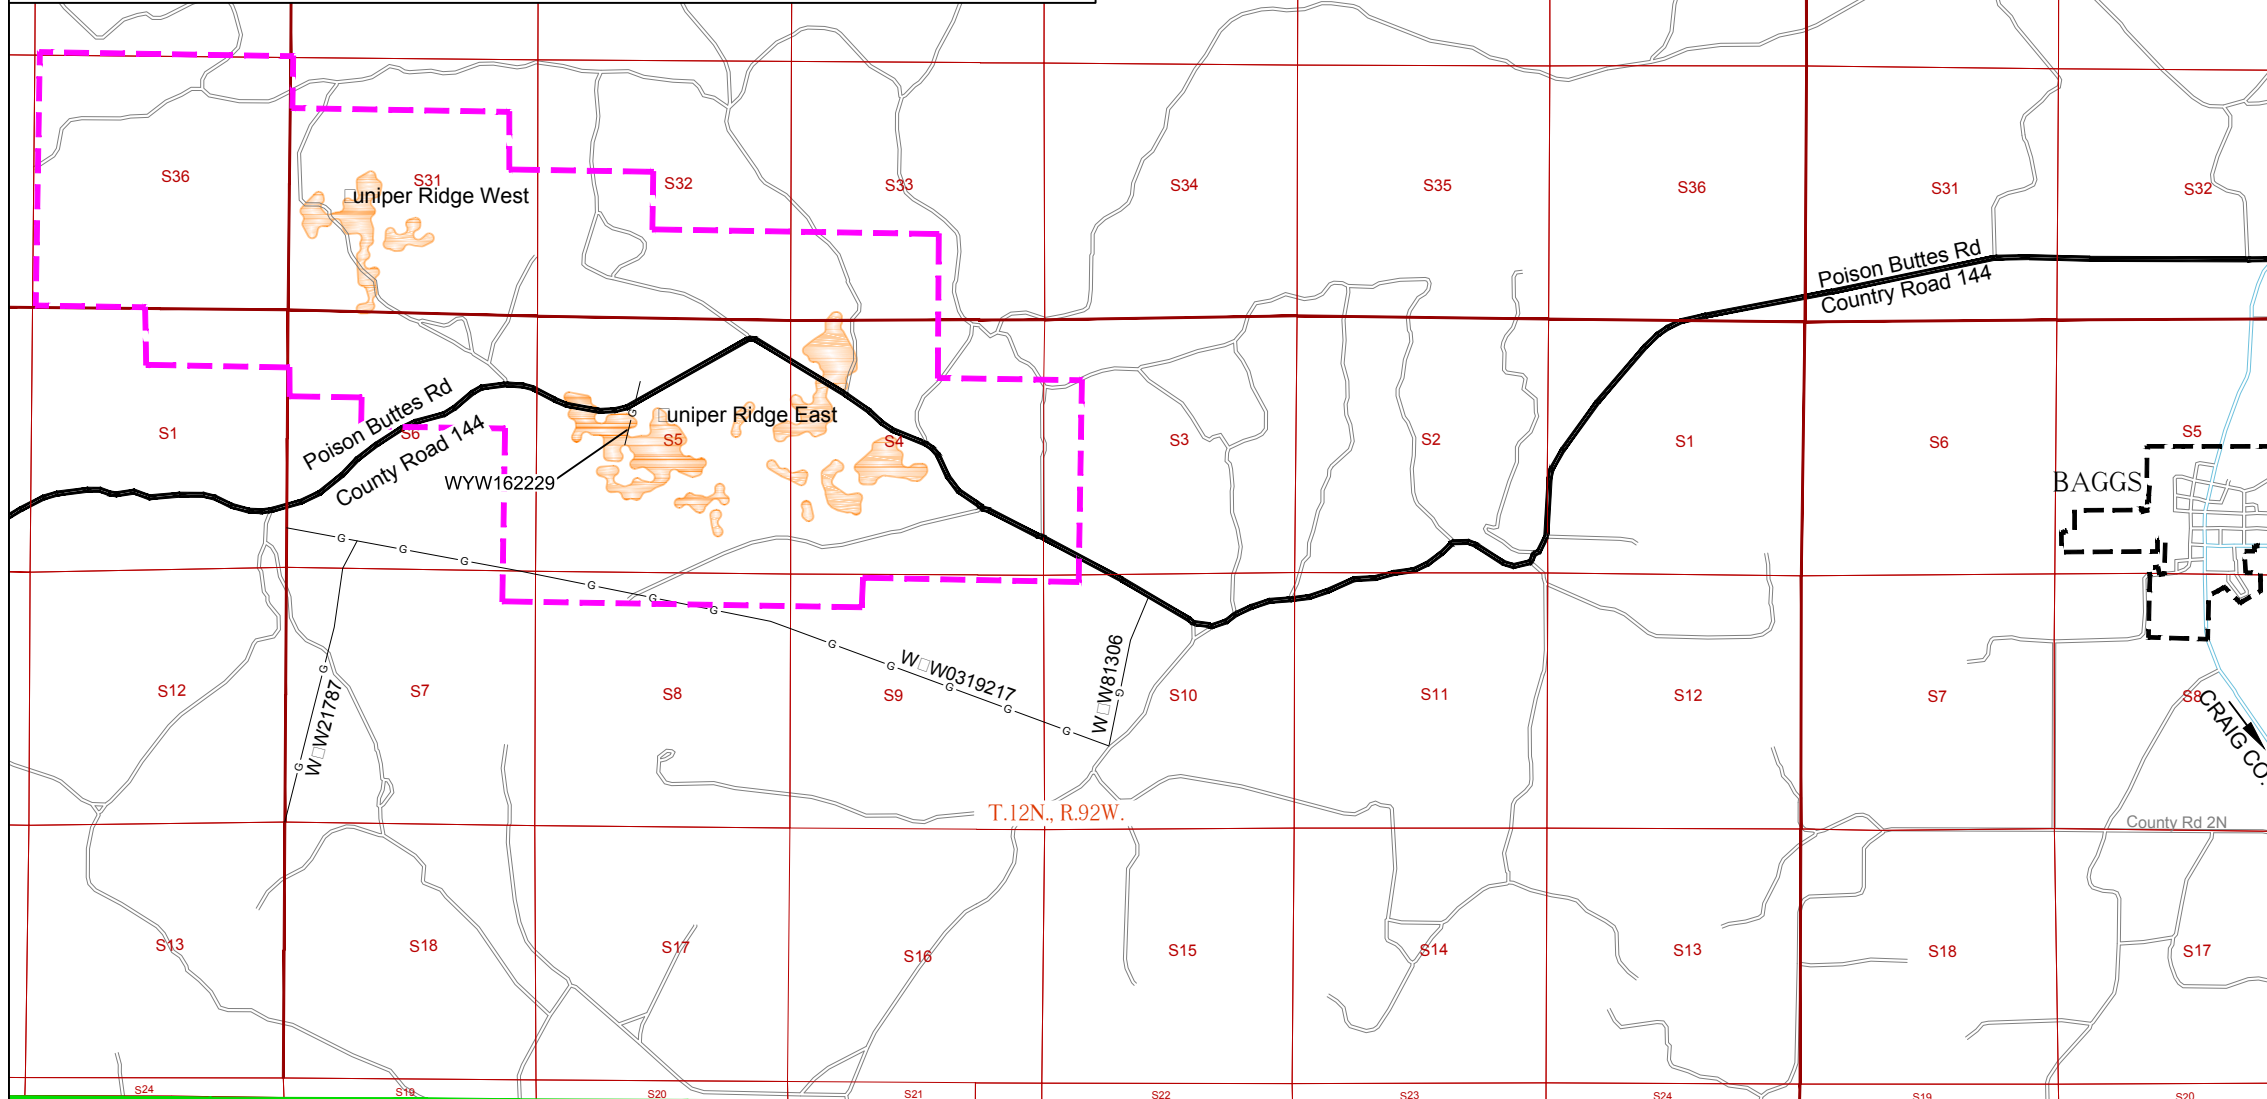 S36
S31
S32
S33
S34
S35
S36
S31
S32
□uniper Ridge West
Poison Buttes Rd
Country Road 144
Poison Buttes Rd
County Road 144
G
□uniper Ridge East
S1
S6
S5
S4
S3
S2
S1
S6
S5
WYW162229
BAGGS
G
G
G
G
G
G
G
G
G
G
G
W□W0319217
W□W81306
G
G
W□W21787
G
S12
S7
S8
S9
S10
S11
S12
S7
S8
CRAIG CO.
T.12N., R.92W.
County Rd 2N
S13
S18
S17
S16
S15
S14
S13
S18
S17
S24
S19
S20
S21
S22
S23
S24
S19
S20